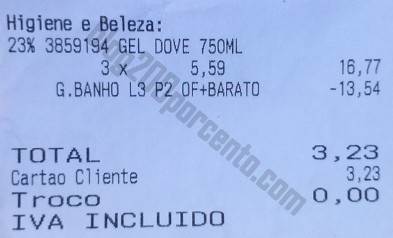 Higiene e Beleza:
23% 3859194 GEL DOVE 750ML
3 x 5,59 16,77
G.BANHO L3 P2 OF+BARATO -13,54
TOTAL 3,23
Cartao Cliente 3,23
Troco 0,00
IVA INCLUIDO